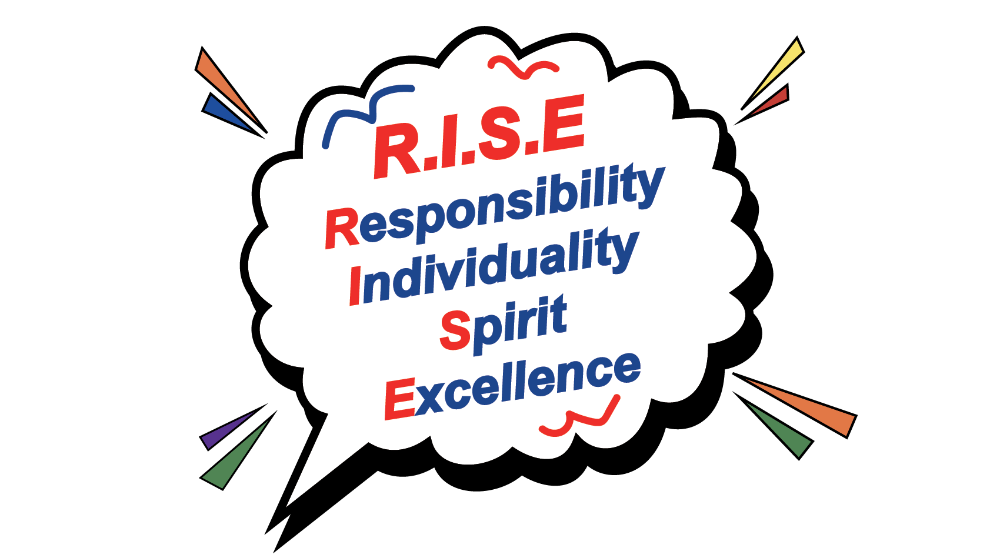 R.I.S.E
Responsibility
Individuality
Spirit
Excellence